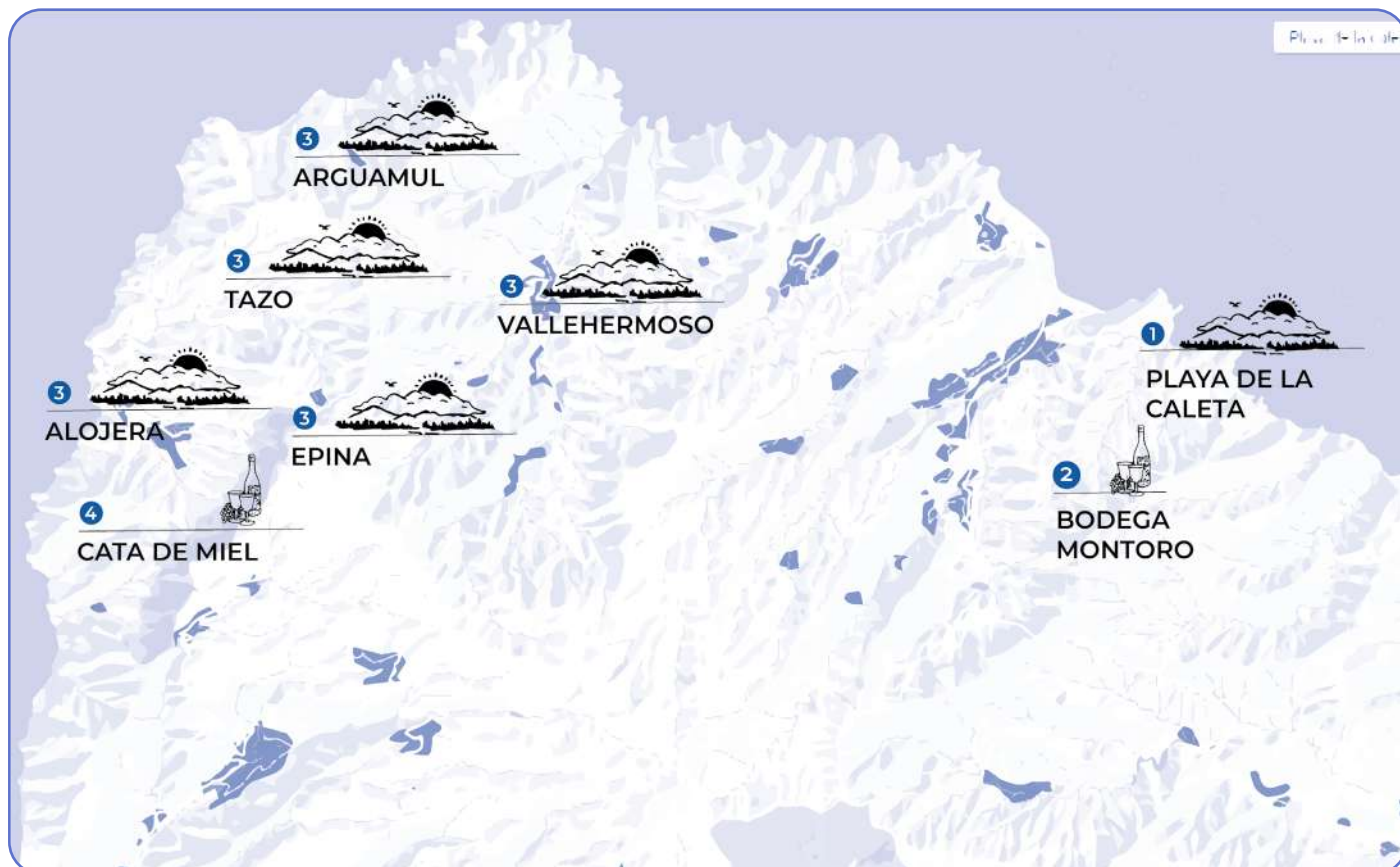 3
ARGUAMUL
3
TAZO
3
VALLEHERMOSO
1
PLAYA DE LA
CALETA
3
ALOJERA
3
EPINA
2
BODEGA
MONTORO
4
CATA DE MIEL